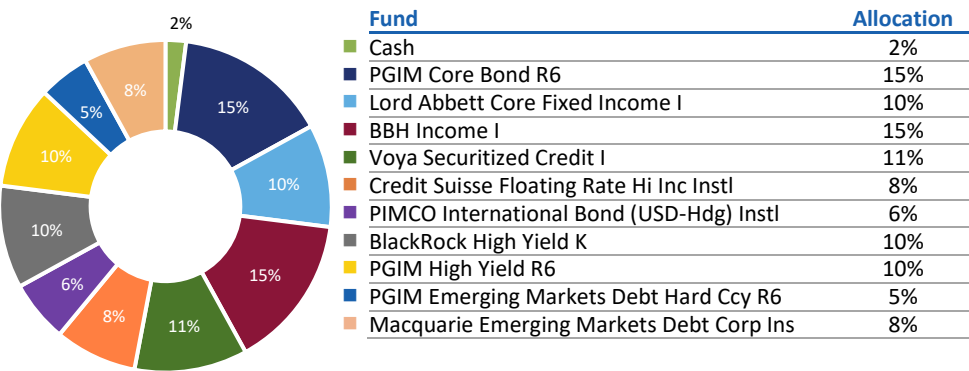 2%
15%
10%
15%
11%
8%
6%
10%
10%
5%
8%
Fund Allocation
Cash 2%
PGIM Core Bond R6 15%
Lord Abbett Core Fixed Income I 10%
BBH Income I 15%
Voya Securitized Credit I 11%
Credit Suisse Floating Rate Hi Inc Instl 8%
PIMCO International Bond (USD-Hdg) Instl 6%
BlackRock High Yield K 10%
PGIM High Yield R6 10%
PGIM Emerging Markets Debt Hard Ccy R6 5%
Macquarie Emerging Markets Debt Corp Ins 8%